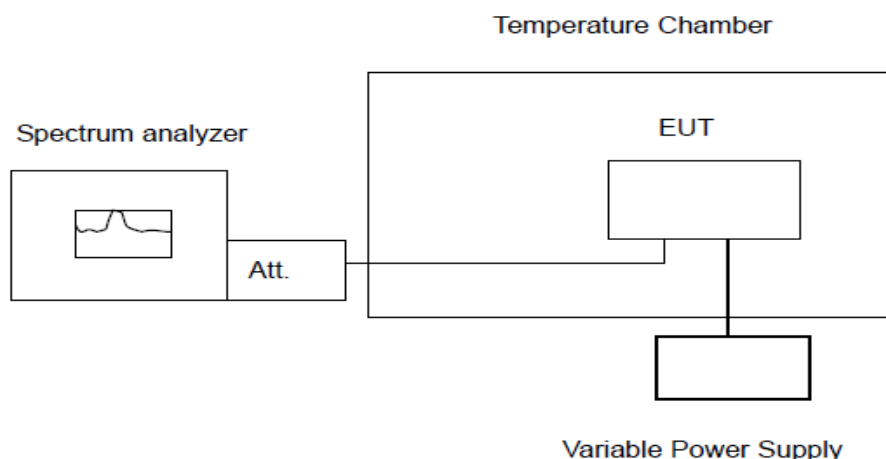 Temperature Chamber
Spectrum analyzer
EUT
Att.
Variable Power Supply